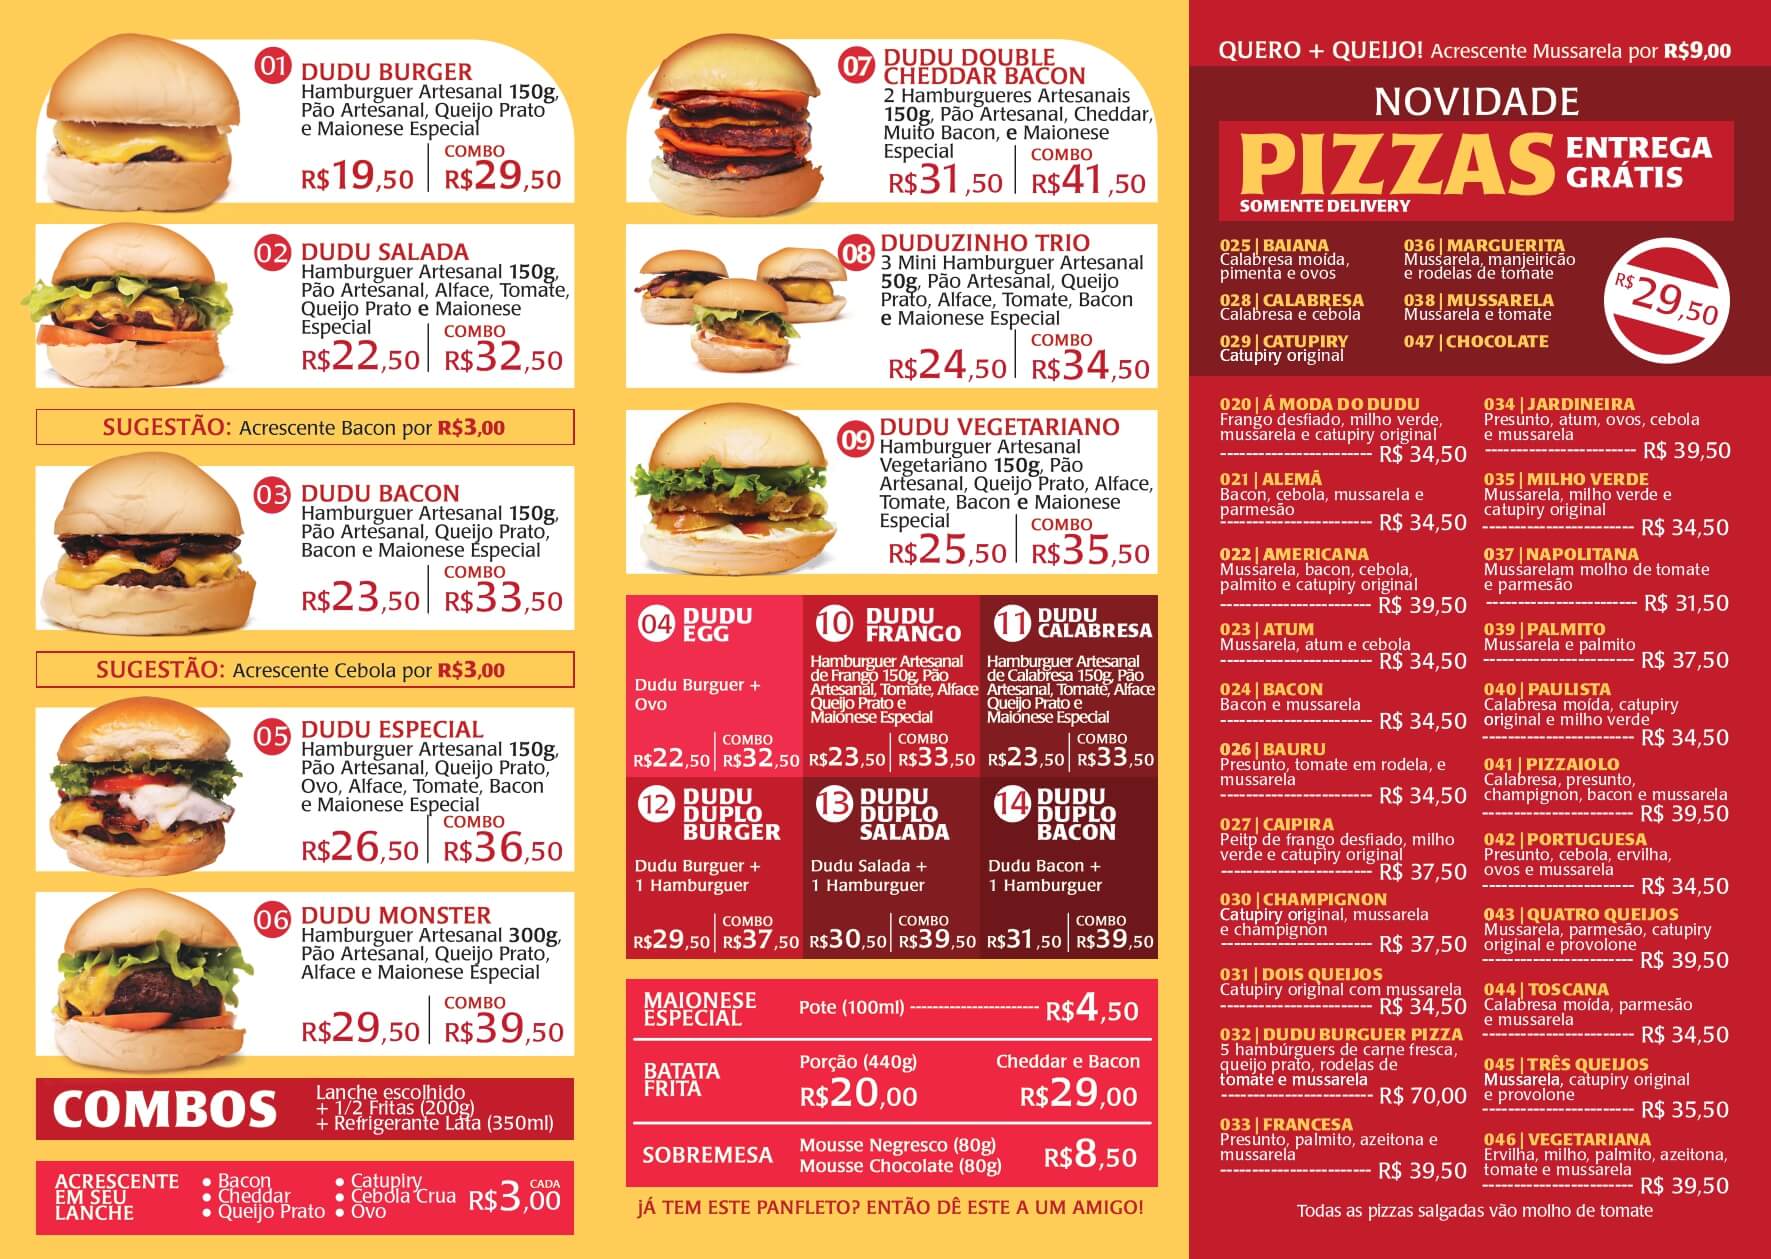 01 DUDU BURGER
Hamburguer Artesanal 150g,
Pão Artesanal, Queijo Prato
e Maionese Especial
R$19,50
COMBO
R$29,50
02 DUDU SALADA
Hamburguer Artesanal 150g,
Pão Artesanal, Alface, Tomate,
Queijo Prato e Maionese
Especial
R$22,50
COMBO
R$32,50
SUGESTÃO: Acrescente Bacon por R$3,00
03 DUDU BACON
Hamburguer Artesanal 150g,
Pão Artesanal, Queijo Prato,
Bacon e Maionese Especial
R$23,50
COMBO
R$33,50
SUGESTÃO: Acrescente Cebola por R$3,00
05 DUDU ESPECIAL
Hamburguer Artesanal 150g,
Pão Artesanal, Queijo Prato,
Ovo, Alface, Tomate, Bacon
e Maionese Especial
R$26,50
COMBO
R$36,50
06 DUDU MONSTER
Hamburguer Artesanal 300g,
Pão Artesanal, Queijo Prato,
Alface e Maionese Especial
R$29,50
COMBO
R$39,50
COMBOS
Lanche escolhido
+ 1/2 Fritas (200g)
+ Refrigerante Lata (350ml)
ACRESCENTE
EM SEU
LANCHE
• Bacon
• Cheddar
• Queijo Prato
• Catupiry
• Cebola Crua
• Ovo
R$3,00 CADA
07 DUDU DOUBLE
CHEDDAR BACON
2 Hamburgueres Artesanais
150g, Pão Artesanal, Cheddar,
Muito Bacon, e Maionese
Especial
R$31,50
COMBO
R$41,50
08 DUDUZINHO TRIO
3 Mini Hamburguer Artesanal
50g, Pão Artesanal, Queijo
Prato, Alface, Tomate, Bacon
e Maionese Especial
R$24,50
COMBO
R$34,50
09 DUDU VEGETARIANO
Hamburguer Artesanal
Vegetariano 150g, Pão
Artesanal, Queijo Prato, Alface,
Tomate, Bacon e Maionese
Especial
R$25,50
COMBO
R$35,50
04 DUDU
EGG
Dudu Burguer +
Ovo
R$22,50
COMBO
R$32,50
10 DUDU
FRANGO
Hamburguer Artesanal
de Frango 150g, Pão
Artesanal, Tomate, Alface
Queijo Prato e
Maionese Especial
R$23,50
COMBO
R$33,50
11 DUDU
CALABRESA
Hamburguer Artesanal
de Calabresa 150g, Pão
Artesanal, Tomate, Alface
Queijo Prato e
Maionese Especial
R$23,50
COMBO
R$33,50
12 DUDU
DUPLO
BURGER
Dudu Burguer +
1 Hamburguer
R$29,50
COMBO
R$37,50
13 DUDU
DUPLO
SALADA
Dudu Salada +
1 Hamburguer
R$30,50
COMBO
R$39,50
14 DUDU
DUPLO
BACON
Dudu Bacon +
1 Hamburguer
R$31,50
COMBO
R$39,50
MAIONESE
ESPECIAL
Pote (100ml) ---------------------- R$4,50
BATATA
FRITA
Porção (440g)
R$20,00
Cheddar e Bacon
R$29,00
SOBREMESA
Mousse Negresco (80g)
Mousse Chocolate (80g)
R$8,50
jÁ TEM ESTE PANFLETO? ENTÃO DÊ ESTE A UM AMIGO!
QUERO + QUEIJO! Acrescente Mussarela por R$9,00
NOVIDADE
PIZZAS ENTREGA
GRÁTIS
SOMENTE DELIVERY
025 | BAIANA
Calabresa moída,
pimenta e ovos
028 | CALABRESA
Calabresa e cebola
029 | CATUPIRY
Catupiry original
036 | MARGUERITA
Mussarela, manjeiricão
e rodelas de tomate
038 | MUSSARELA
Mussarela e tomate
047 | CHOCOLATE
R$29,50
020 | Á MODA DO DUDU
Frango desfiado, milho verde,
mussarela e catupiry original
------------------------- R$ 34,50
021 | ALEMÃ
Bacon, cebola, mussarela e
parmesão
------------------------- R$ 34,50
022 | AMERICANA
Mussarela, bacon, cebola,
palmito e catupiry original
------------------------- R$ 39,50
023 | ATUM
Mussarela, atum e cebola
------------------------- R$ 34,50
024 | BACON
Bacon e mussarela
------------------------- R$ 34,50
026 | BAURU
Presunto, tomate em rodela, e
mussarela
------------------------- R$ 34,50
027 | CAIPIRA
Peitp de frango desfiado, milho
verde e catupiry original
------------------------- R$ 37,50
030 | CHAMPIGNON
Catupiry original, mussarela
e champignon
------------------------- R$ 37,50
031 | DOIS QUEIJOS
Catupiry original com mussarela
------------------------- R$ 34,50
032 | DUDU BURGUER PIZZA
5 hambúrguers de carne fresca,
queijo prato, rodelas de
tomate e mussarela
------------------------- R$ 70,00
033 | FRANCESA
Presunto, palmito, azeitona e
mussarela
------------------------- R$ 39,50
034 | JARDINEIRA
Presunto, atum, ovos, cebola
e mussarela
------------------------- R$ 39,50
035 | MILHO VERDE
Mussarela, milho verde e
catupiry original
------------------------- R$ 34,50
037 | NAPOLITANA
Mussarelam molho de tomate
e parmesão
------------------------- R$ 31,50
039 | PALMITO
Mussarela e palmito
------------------------- R$ 37,50
040 | PAULISTA
Calabresa moída, catupiry
original e milho verde
------------------------- R$ 34,50
041 | PIZZAIOLO
Calabresa, presunto,
champignon, bacon e mussarela
------------------------- R$ 39,50
042 | PORTUGUESA
Presunto, cebola, ervilha,
ovos e mussarela
------------------------- R$ 34,50
043 | QUATRO QUEIJOS
Mussarela, parmesão, catupiry
original e provolone
------------------------- R$ 39,50
044 | TOSCANA
Calabresa moída, parmesão
e mussarela
------------------------- R$ 34,50
045 | TRÊS QUEIJOS
Mussarela, catupiry original
e provolone
------------------------- R$ 35,50
046 | VEGETARIANA
Ervilha, milho, palmito, azeitona,
tomate e mussarela
------------------------- R$ 39,50
Todas as pizzas salgadas vão molho de tomate